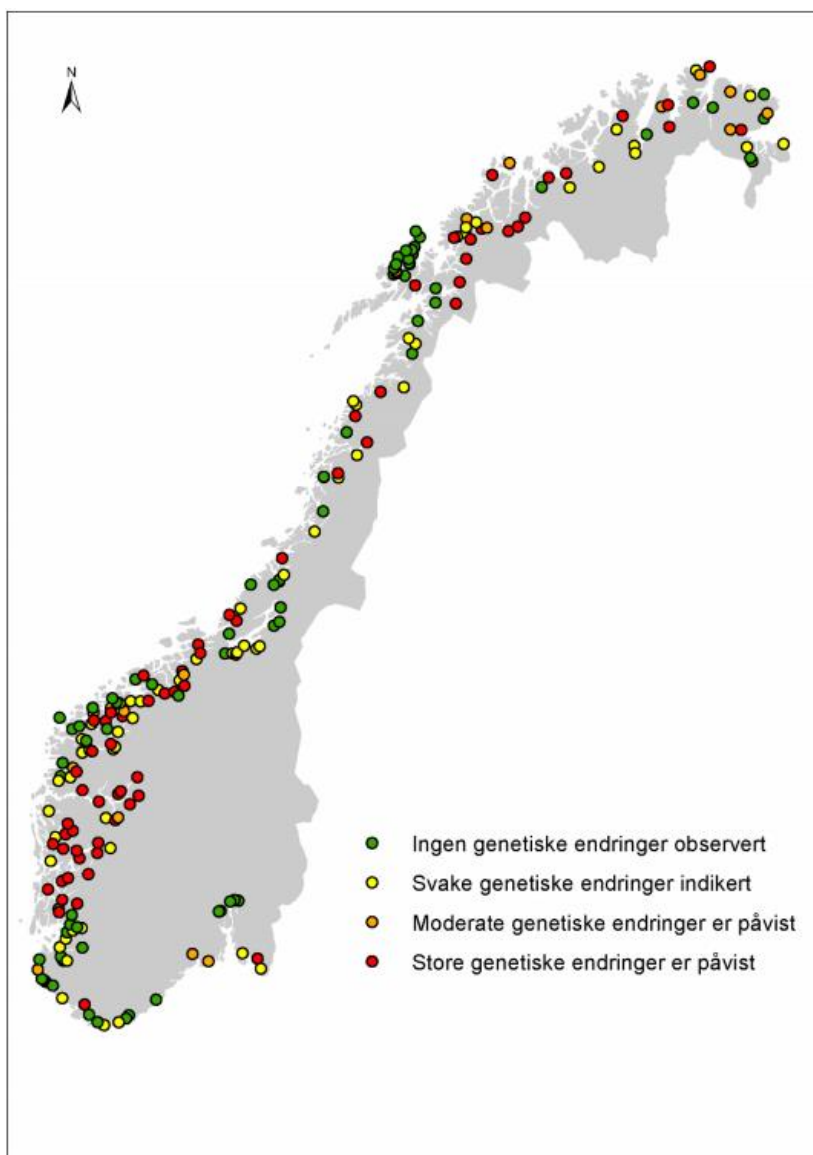 N
Ingen genetiske endringer observert
Svake genetiske endringer indikert
Moderate genetiske endringer er påvist
Store genetiske endringer er påvist